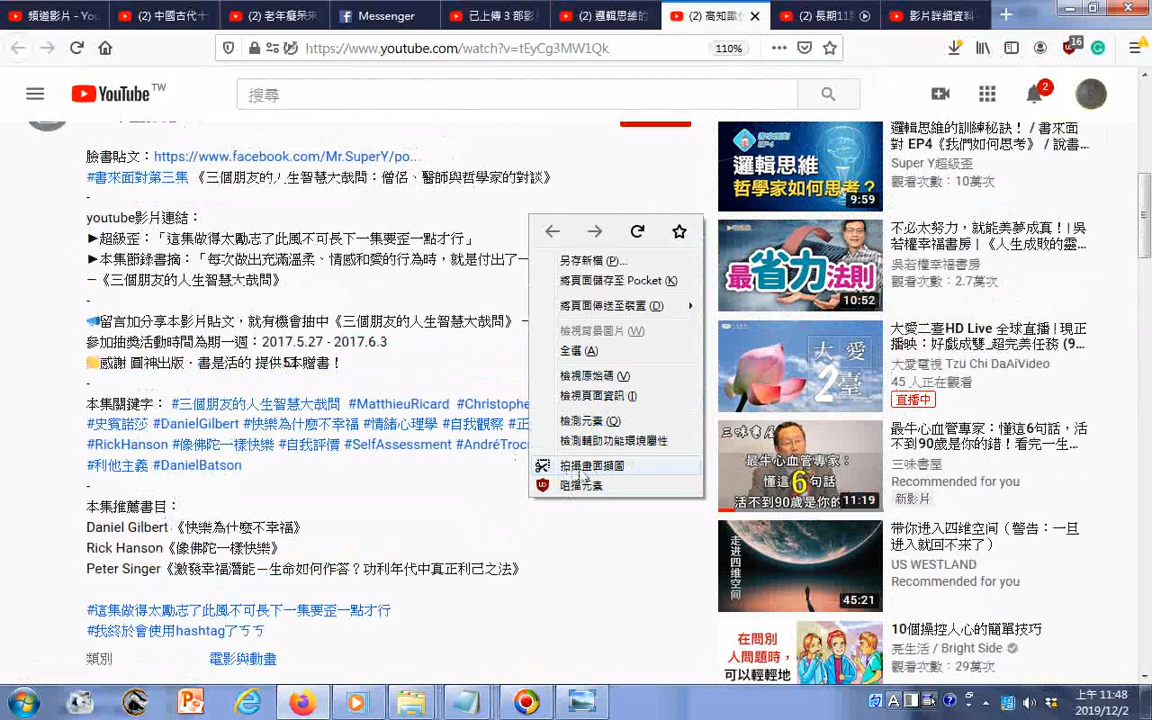 頻道影片 - You
(2) 中國古代十
(2) 老年癡呆來
Messenger
已上傳 3 部影
(2) 邏輯思維的
(2) 高知識份
(2) 長期11
影片詳細資料
https://www.youtube.com/watch?v=tEyCg3MW1Qk
110%
16
YouTube TW
搜尋
2
臉書貼文：https://www.facebook.com/Mr.SuperY/po...
#書來面對第三集 《三個朋友的人生智慧大哉問：僧侶、醫師與哲學家的對談》
-
youtube影片連結：
►超級歪：「這集做得太勵志了此風不可長下一集要歪一點才行」
►本集節錄書摘：「每次做出充滿溫柔、情感和愛的行為時，就是付出了一
－《三個朋友的人生智慧大哉問》
-
留言加分享本影片貼文，就有機會抽中《三個朋友的人生智慧大哉問》－
參加抽獎活動時間為期一週：2017.5.27 - 2017.6.3
感謝 圓神出版．書是活的 提供5本贈書！
-
本集關鍵字： #三個朋友的人生智慧大哉問 #MatthieuRicard #Christophe
#史賓諾莎 #DanielGilbert #快樂為什麼不幸福 #情緒心理學 #自我觀察 #正
#RickHanson #像佛陀一樣快樂 #自我評價 #SelfAssessment #AndréTroc
#利他主義 #DanielBatson
-
本集推薦書目：
Daniel Gilbert 《快樂為什麼不幸福》
Rick Hanson《像佛陀一樣快樂》
Peter Singer《激發幸福潛能－生命如何作答？功利年代中真正利己之法》
#這集做得太勵志了此風不可長下一集要歪一點才行
#我終於會使用hashtag了ㄎㄎ
類別
電影與動畫
另存新檔 (P)...
將頁面儲存至 Pocket (K)
將頁面傳送至裝置 (D)
檢視背景圖片 (W)
全選 (A)
檢視原始碼 (V)
檢視頁面資訊 (I)
檢測元素 (Q)
檢測輔助功能環境屬性
拍攝畫面擷圖
阻擋元素
邏輯思維
哲學家如何思考？
9:59
邏輯思維的訓練秘訣！ / 書來面
對 EP4《我們如何思考》 / 說書...
Super Y超級歪
觀看次數：10萬次
最省力法則
10:52
不必太努力，就能美夢成真！| 吳
若權幸福書房 | 《人生成敗的靈...
吳若權幸福書房
觀看次數：2.7萬次
大愛
2
臺
大愛二臺HD Live 全球直播 | 現正
播映：好戲成雙_超完美任務 (9...
大愛電視 Tzu Chi DaAiVideo
45 人正在觀看
直播中
三味書屋
最牛心血管專家：
懂這6句話
活不到90歲是你的錯
11:19
最牛心血管專家：懂這6句話，活
不到90歲是你的錯！看完一生...
三味書屋
新影片
走进四维空间
45:21
带你进入四维空间（警告：一旦
进入就回不来了）
US WESTLAND
Recommended for you
在問別
人問題時，
可以輕輕地
10個操控人心的簡單技巧
亮生活 / Bright Side
觀看次數：29萬次
Recommended for you
上午 11:48
2019/12/2